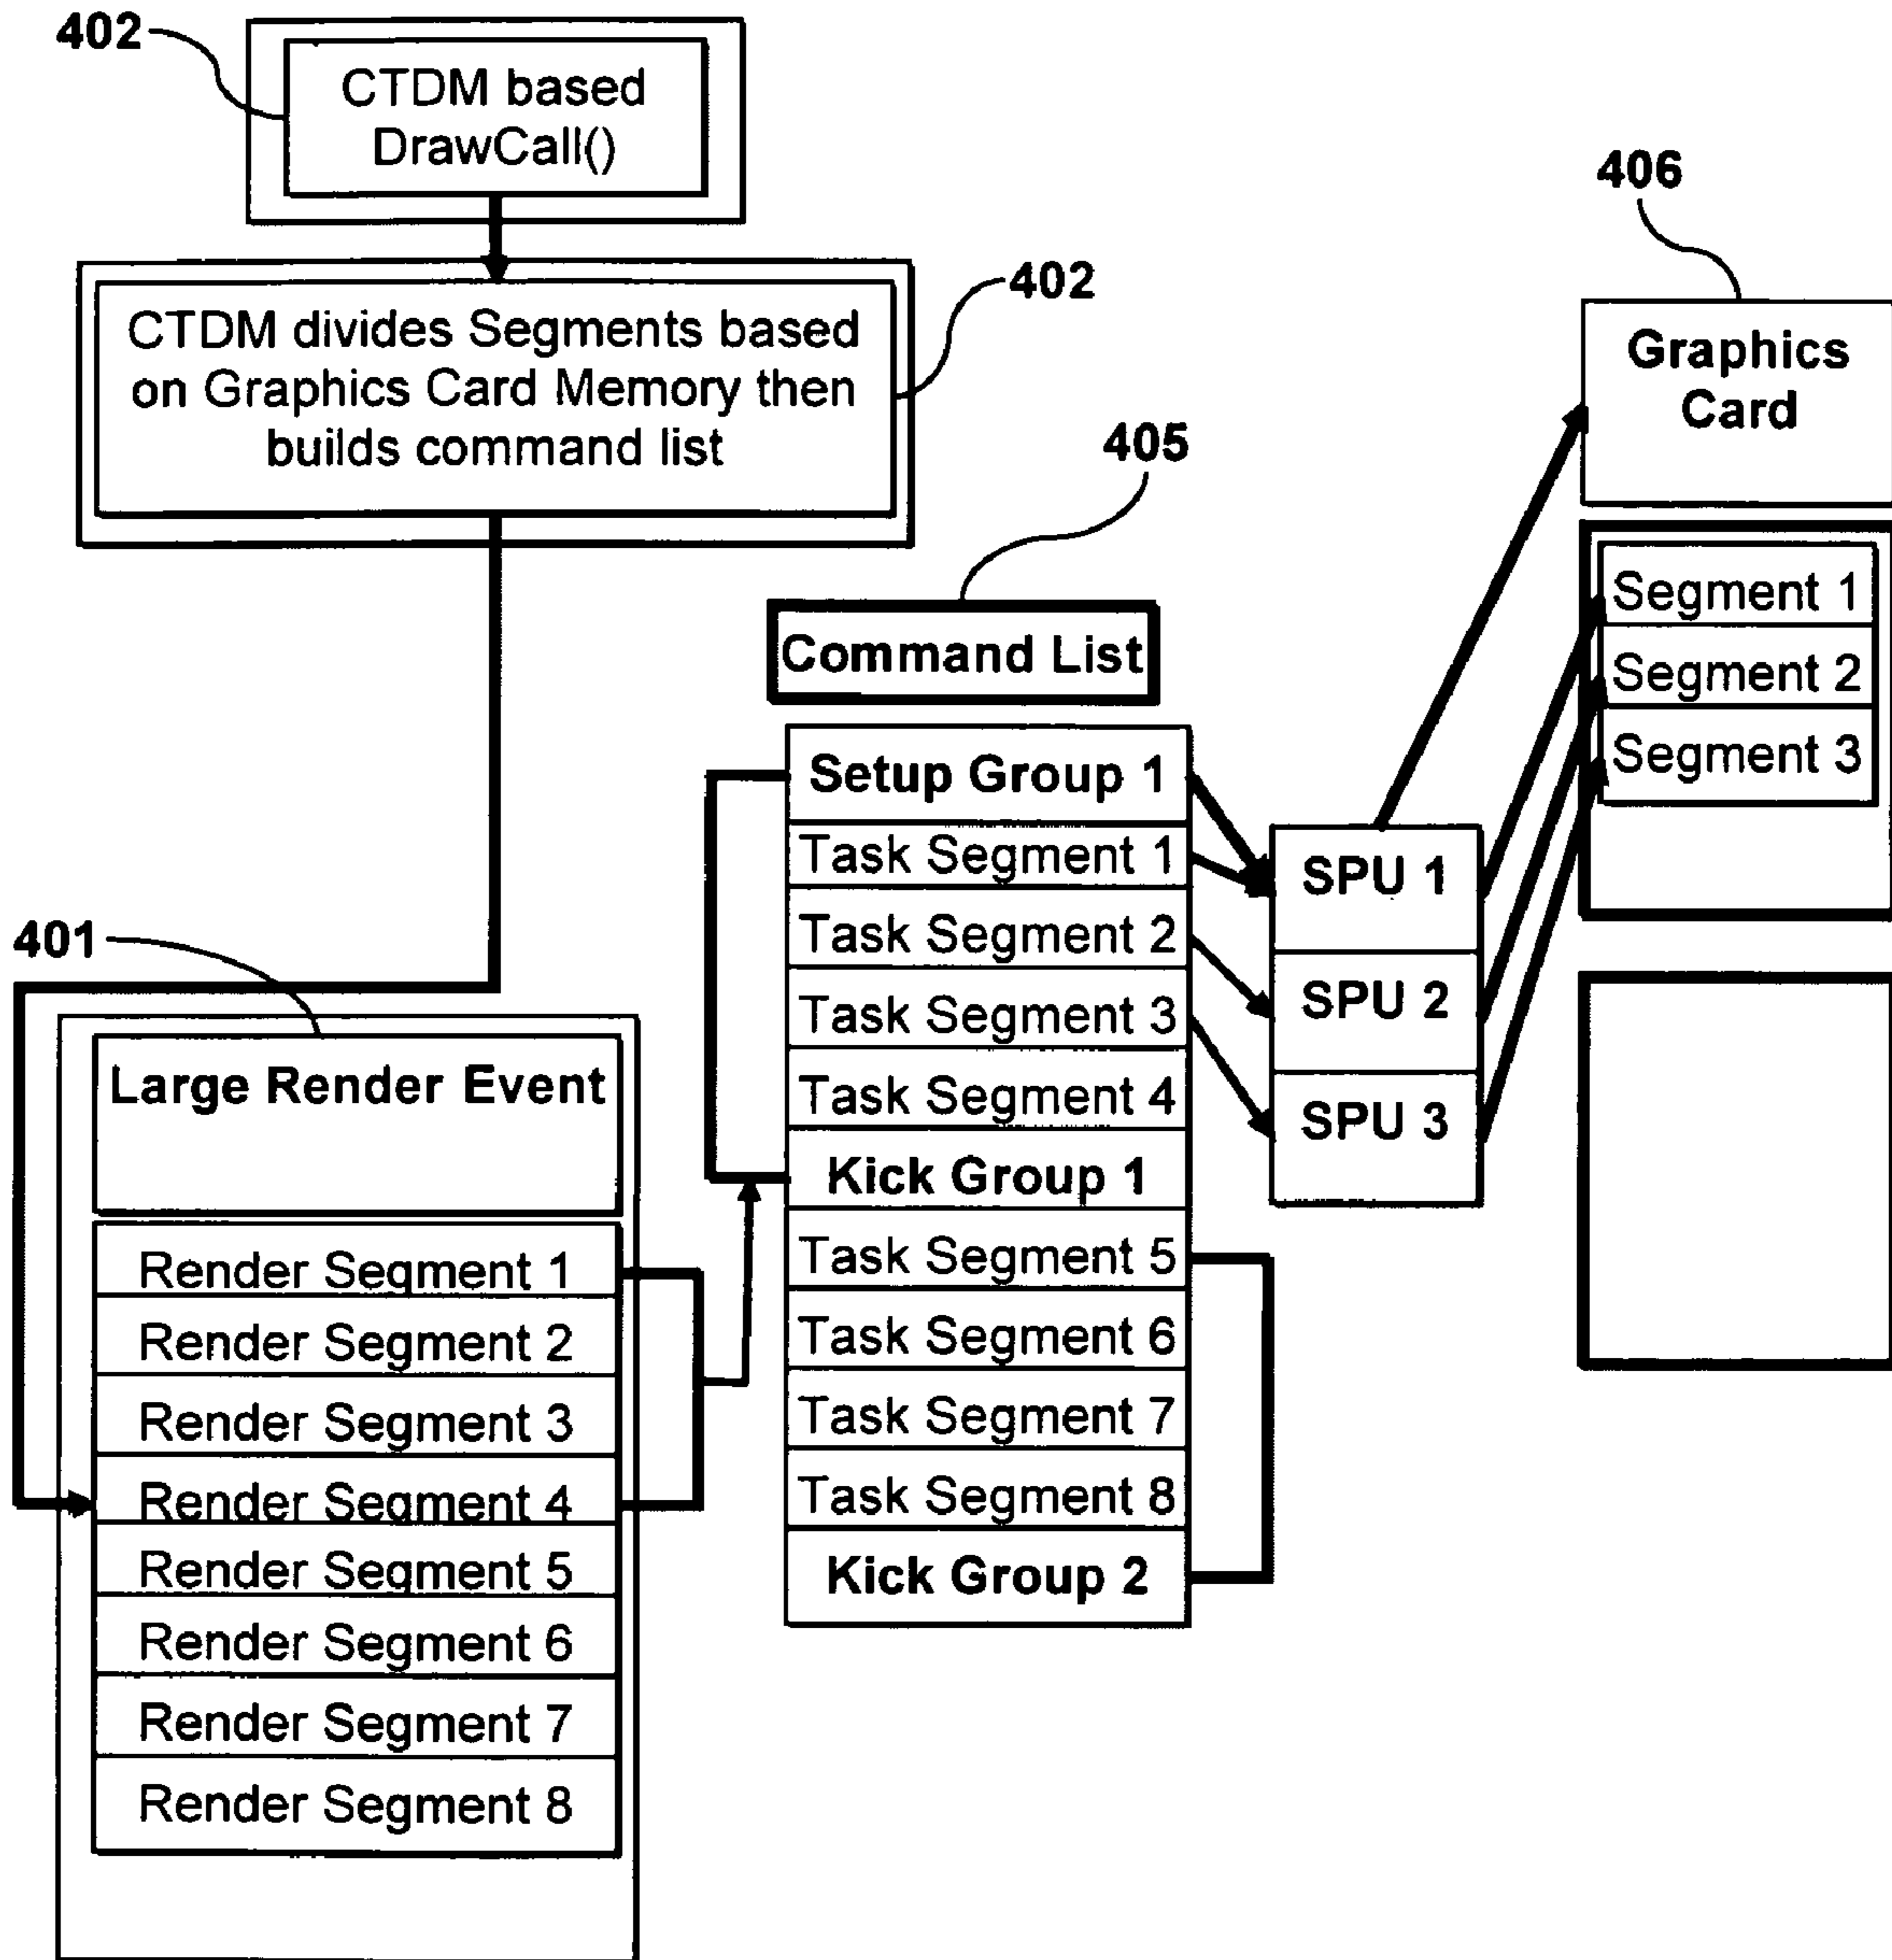 402
CTDM based
DrawCall()
402
CTDM divides Segments based
on Graphics Card Memory then
builds command list
406
Graphics
Card
Segment 1
Segment 2
Segment 3
405
Command List
Setup Group 1
Task Segment 1
Task Segment 2
Task Segment 3
Task Segment 4
Kick Group 1
Task Segment 5
Task Segment 6
Task Segment 7
Task Segment 8
Kick Group 2
SPU 1
SPU 2
SPU 3
401
Large Render Event
Render Segment 1
Render Segment 2
Render Segment 3
Render Segment 4
Render Segment 5
Render Segment 6
Render Segment 7
Render Segment 8